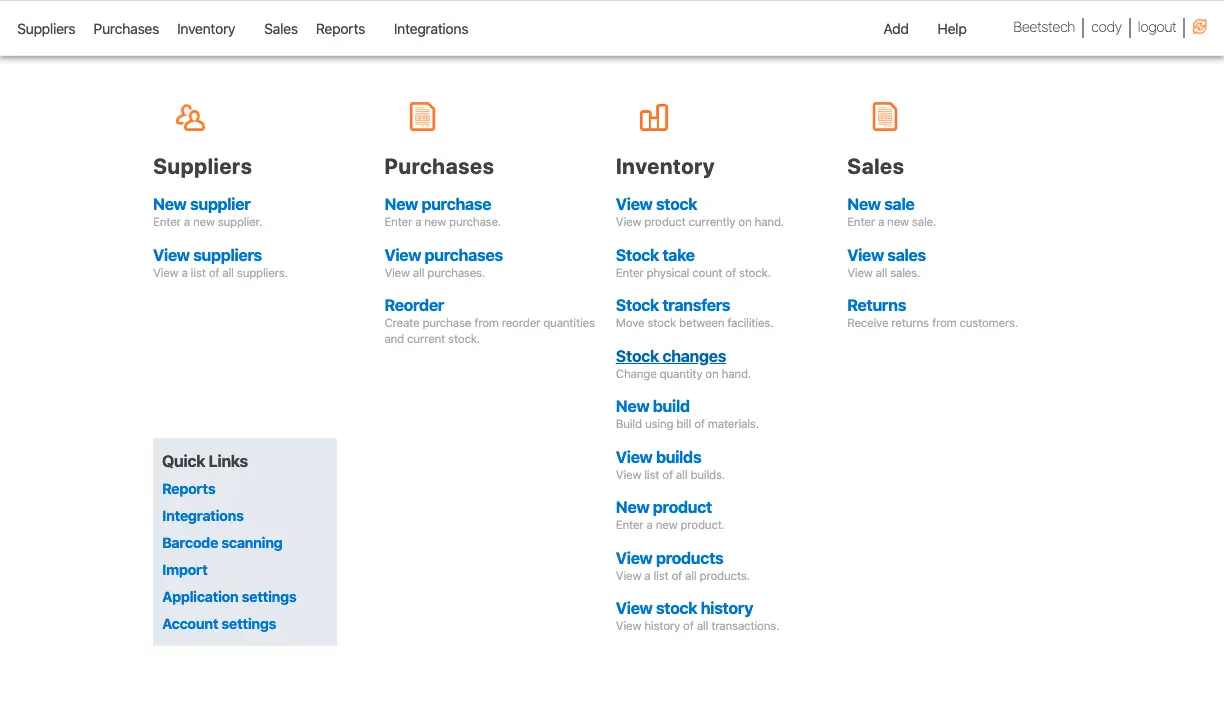 Suppliers Purchases Inventory Sales Reports Integrations Add Help Beetstech | cody | logout |
Suppliers
New supplier
Enter a new supplier.
View suppliers
View a list of all suppliers.
Purchases
New purchase
Enter a new purchase.
View purchases
View all purchases.
Reorder
Create purchase from reorder quantities
and current stock.
Inventory
View stock
View product currently on hand.
Stock take
Enter physical count of stock.
Stock transfers
Move stock between facilities.
Stock changes
Change quantity on hand.
New build
Build using bill of materials.
View builds
View list of all builds.
New product
Enter a new product.
View products
View a list of all products.
View stock history
View history of all transactions.
Sales
New sale
Enter a new sale.
View sales
View all sales.
Returns
Receive returns from customers.
Quick Links
Reports
Integrations
Barcode scanning
Import
Application settings
Account settings